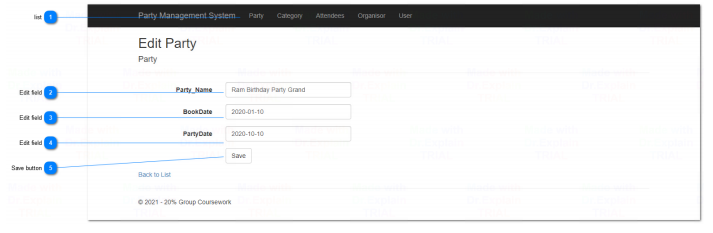 list 1
Party Management System Party Category Attendees Organisor User
Edit Party
Party
Edit field 2
Party_Name Ram Birthday Party Grand
Edit field 3
BookDate 2020-01-10
Edit field 4
PartyDate 2020-10-10
Save button 5
Save
Back to List
© 2021 - 20% Group Coursework